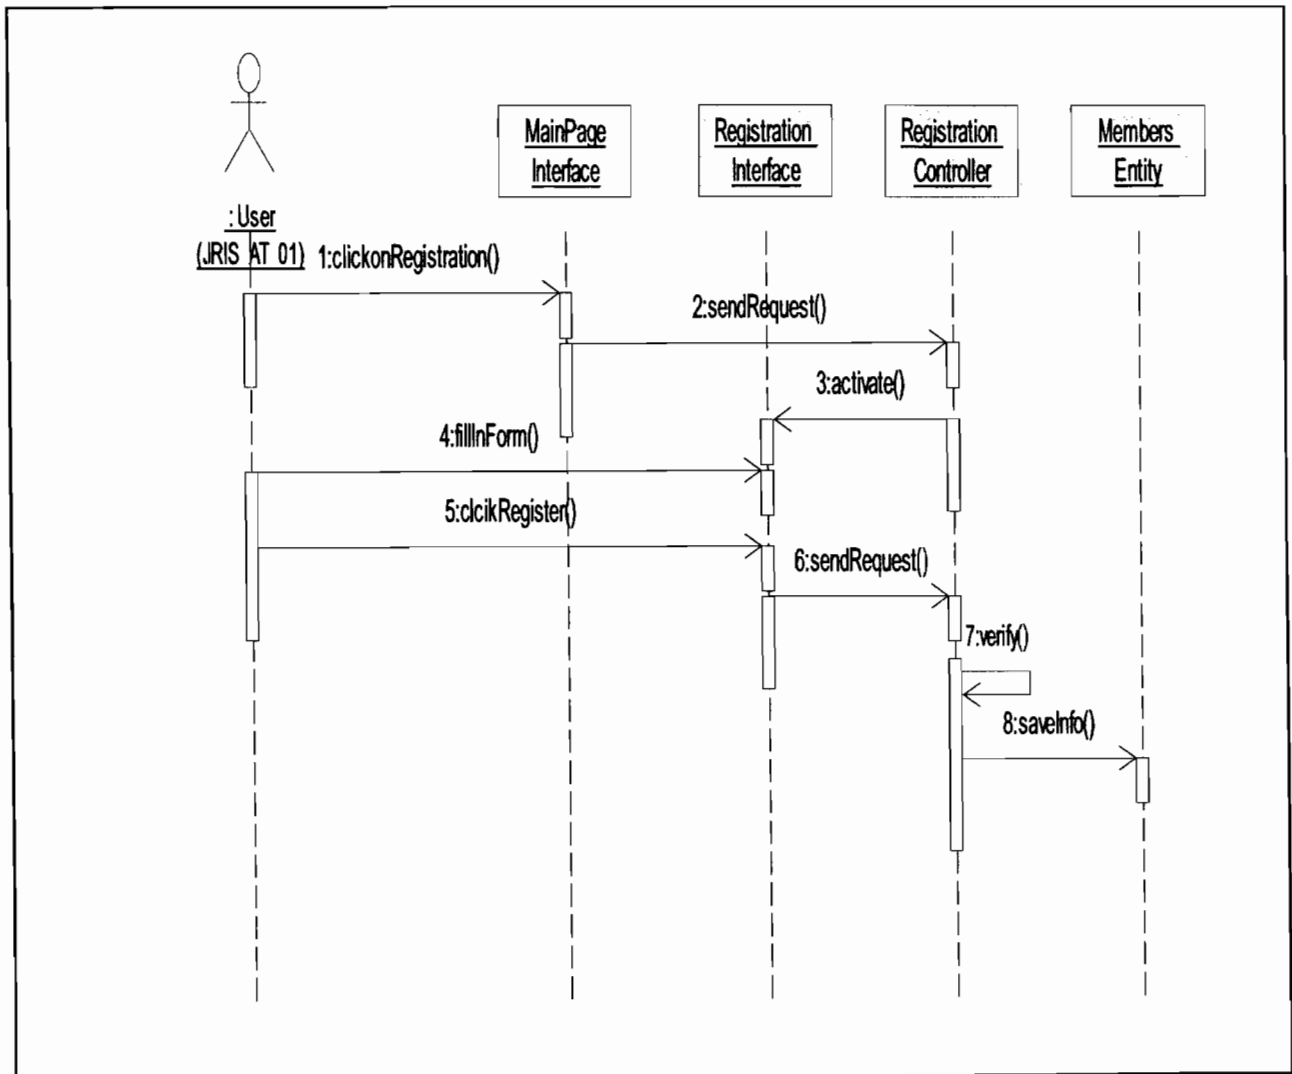 MainPage
Interface
Registration
Interface
Registration
Controller
Members
Entity
: User
(JRIS AT 01)
1:clickonRegistration()
2:sendRequest()
3:activate()
4:fillInForm()
5:clcikRegister()
6:sendRequest()
7:verify()
8:saveInfo()